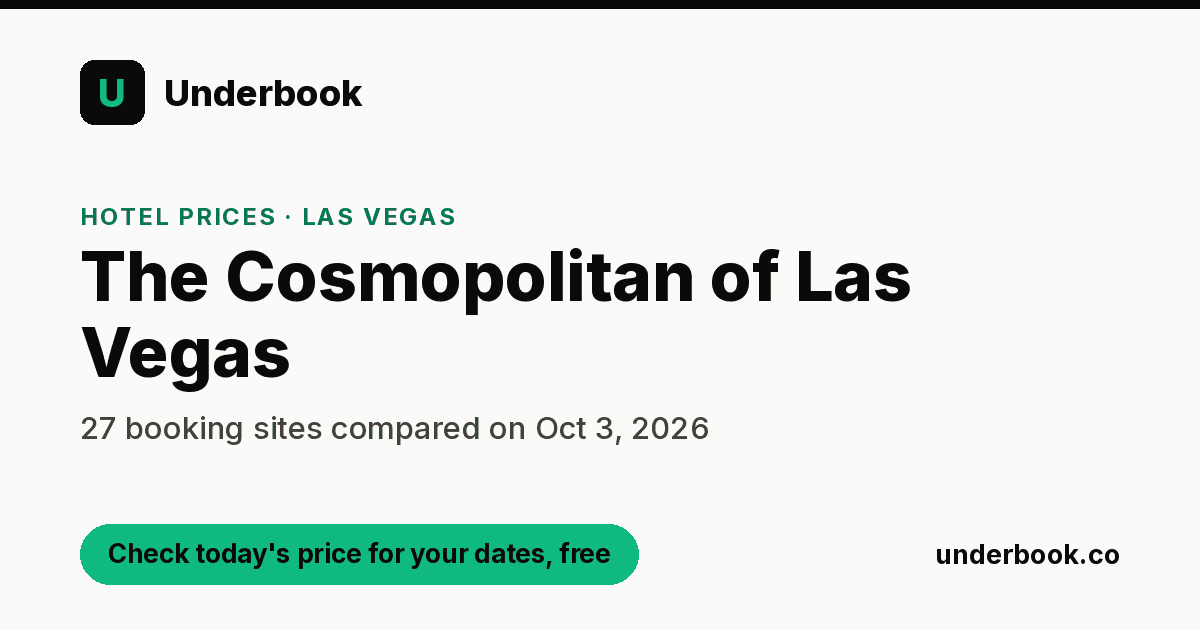 U Underbook
HOTEL PRICES · LAS VEGAS
The Cosmopolitan of Las
Vegas
27 booking sites compared on Oct 3, 2026
Check today's price for your dates, free
underbook.co